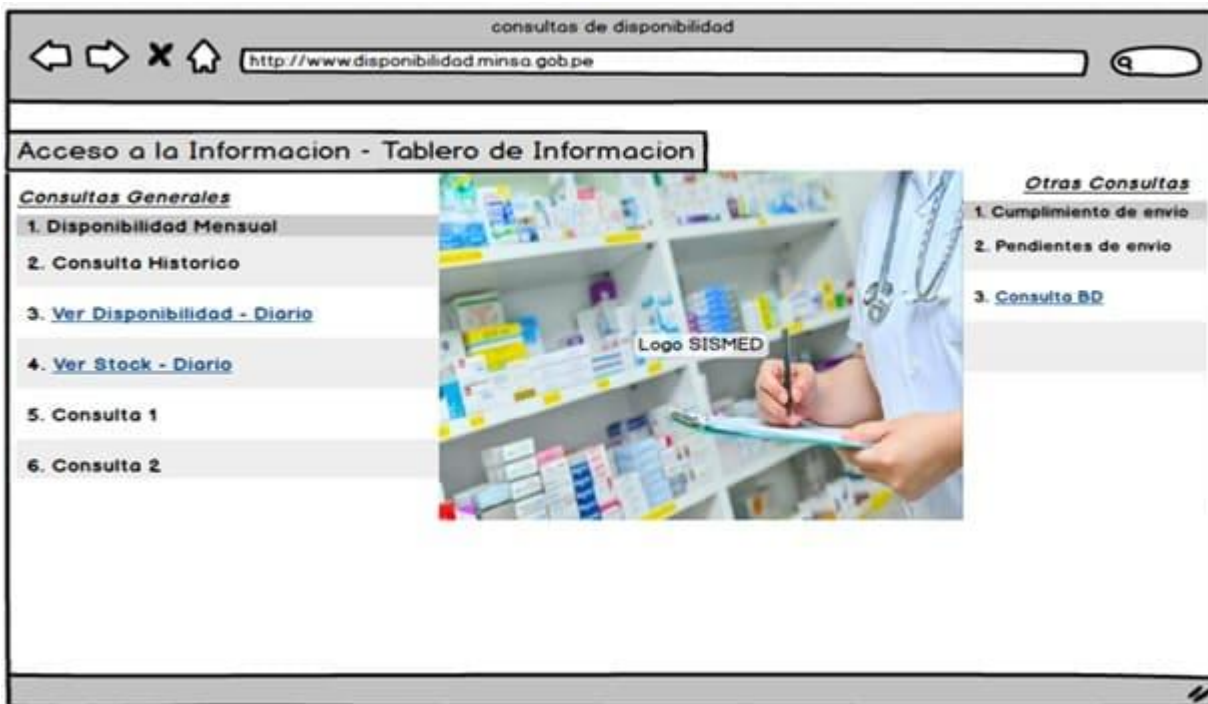 consultas de disponibilidad
http://www.disponibilidad.minsa.gob.pe
Acceso a la Informacion - Tablero de Informacion
Consultas Generales
1. Disponibilidad Mensual
2. Consulta Historico
3. Ver Disponibilidad - Diario
4. Ver Stock - Diario
5. Consulta 1
6. Consulta 2
Logo SISMED
Otras Consultas
1. Cumplimiento de envio
2. Pendientes de envio
3. Consulta BD